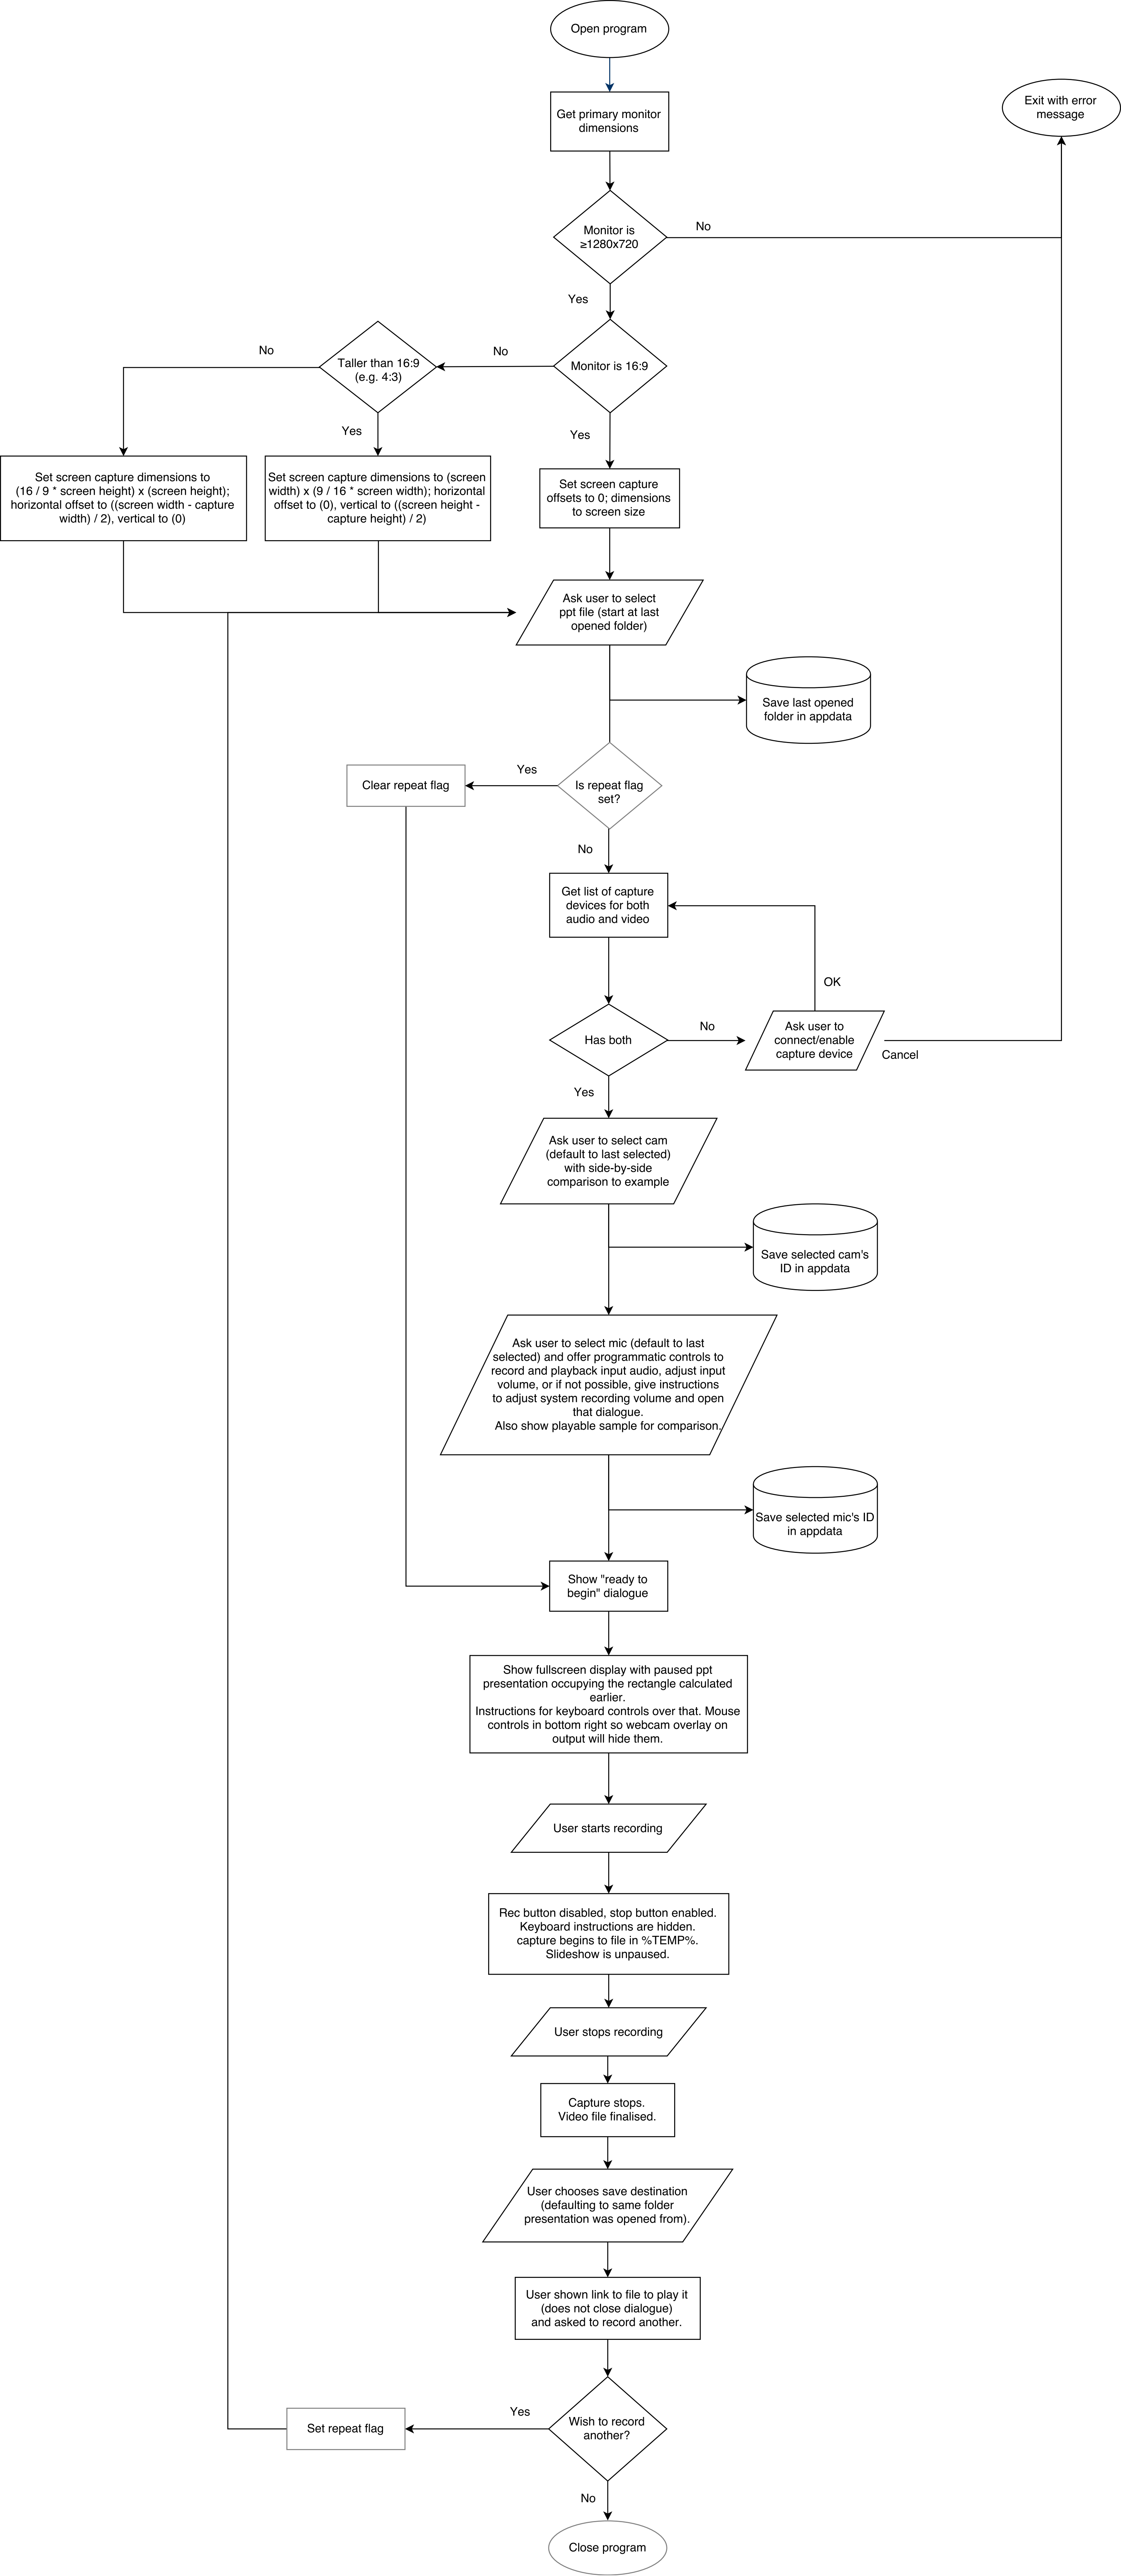 Open program
Get primary monitor
dimensions
Exit with error
message
Monitor is
≥1280x720
No
Yes
Monitor is 16:9
No
Taller than 16:9
(e.g. 4:3)
No
Yes
Yes
Set screen capture dimensions to
(16 / 9 * screen height) x (screen height);
horizontal offset to ((screen width - capture
width) / 2), vertical to (0)
Set screen capture dimensions to (screen
width) x (9 / 16 * screen width); horizontal
offset to (0), vertical to ((screen height -
capture height) / 2)
Set screen capture
offsets to 0; dimensions
to screen size
Ask user to select
ppt file (start at last
opened folder)
Save last opened
folder in appdata
Is repeat flag
set?
Yes
Clear repeat flag
No
Get list of capture
devices for both
audio and video
OK
Has both
No
Ask user to
connect/enable
capture device
Cancel
Yes
Ask user to select cam
(default to last selected)
with side-by-side
comparison to example
Save selected cam's
ID in appdata
Ask user to select mic (default to last
selected) and offer programmatic controls to
record and playback input audio, adjust input
volume, or if not possible, give instructions
to adjust system recording volume and open
that dialogue.
Also show playable sample for comparison.
Save selected mic's ID
in appdata
Show "ready to
begin" dialogue
Show fullscreen display with paused ppt
presentation occupying the rectangle calculated
earlier.
Instructions for keyboard controls over that. Mouse
controls in bottom right so webcam overlay on
output will hide them.
User starts recording
Rec button disabled, stop button enabled.
Keyboard instructions are hidden.
capture begins to file in %TEMP%.
Slideshow is unpaused.
User stops recording
Capture stops.
Video file finalised.
User chooses save destination
(defaulting to same folder
presentation was opened from).
User shown link to file to play it
(does not close dialogue)
and asked to record another.
Wish to record
another?
Yes
Set repeat flag
No
Close program